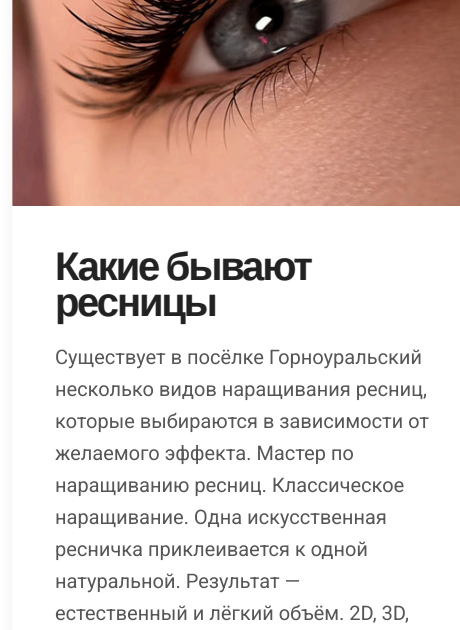 Какие бывают
ресницы
Существует в посёлке Горноуральский
несколько видов наращивания ресниц,
которые выбираются в зависимости от
желаемого эффекта. Мастер по
наращиванию ресниц. Классическое
наращивание. Одна искусственная
ресничка приклеивается к одной
натуральной. Результат —
естественный и лёгкий объём. 2D, 3D,